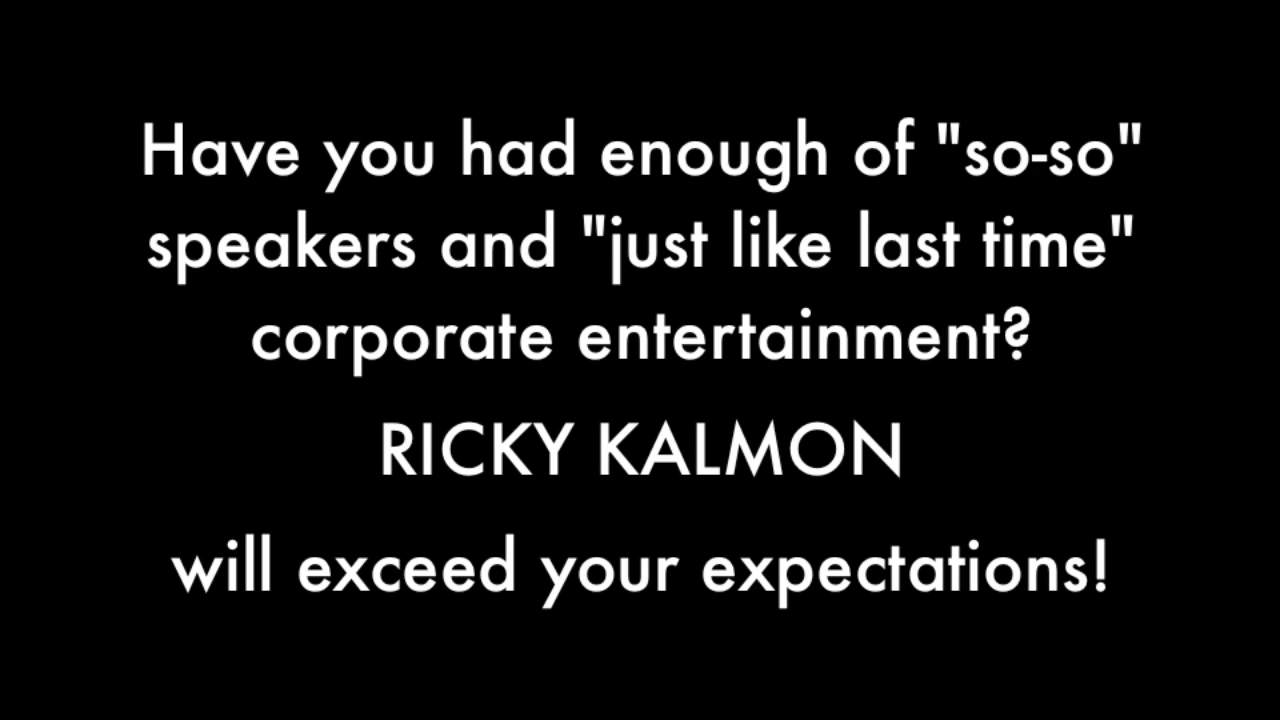 Have you had enough of "so-so"
speakers and "just like last time"
corporate entertainment?
RICKY KALMON
will exceed your expectations!